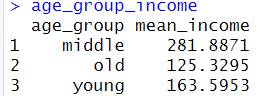 > age_group_income
age_group mean_income
1 middle 281.8871
2 old 125.3295
3 young 163.5953